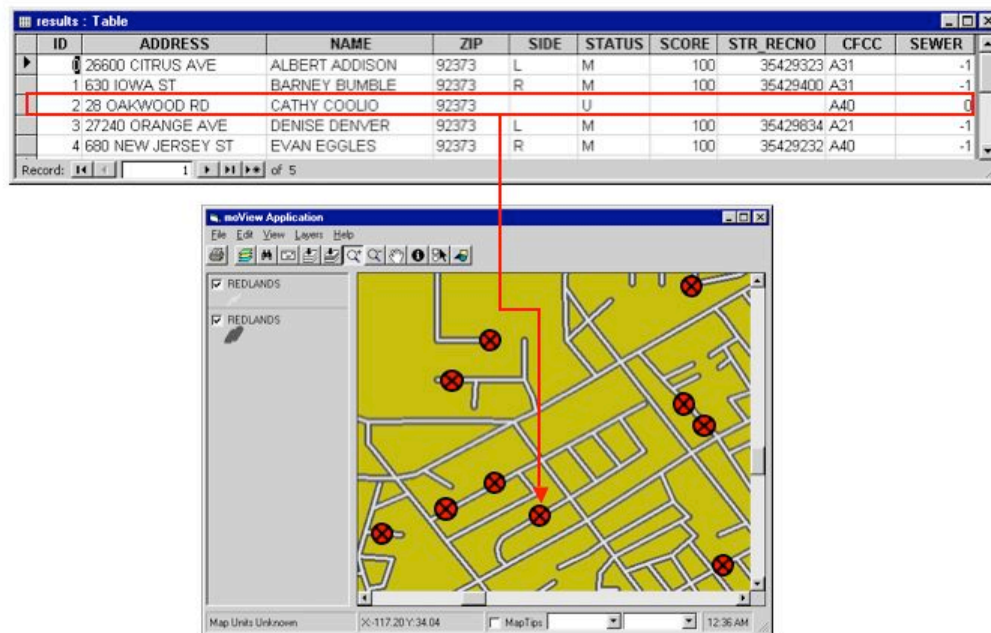 results : Table
ID ADDRESS NAME ZIP SIDE STATUS SCORE STR_RECNO CFCC SEWER
0 26600 CITRUS AVE ALBERT ADDISON 92373 L M 100 35429323 A31 -1
1 630 IOWA ST BARNEY BUMBLE 92373 R M 100 35429400 A31 -1
2 28 OAKWOOD RD CATHY COOLIO 92373 U A40 0
3 27240 ORANGE AVE DENISE DENVER 92373 L M 100 35429834 A21 -1
4 680 NEW JERSEY ST EVAN EGGLES 92373 R M 100 35429232 A40 -1
Record: 1 of 5
moView Application
File Edit View Layers Help
REDLANDS
REDLANDS
Map Units Unknown X:-117.20 Y:34.04 MapTips 12:36 AM